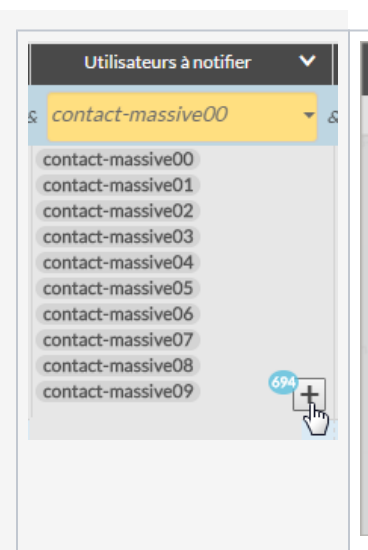 Utilisateurs à notifier
& contact-massive00 &
contact-massive00
contact-massive01
contact-massive02
contact-massive03
contact-massive04
contact-massive05
contact-massive06
contact-massive07
contact-massive08
contact-massive09
694
+